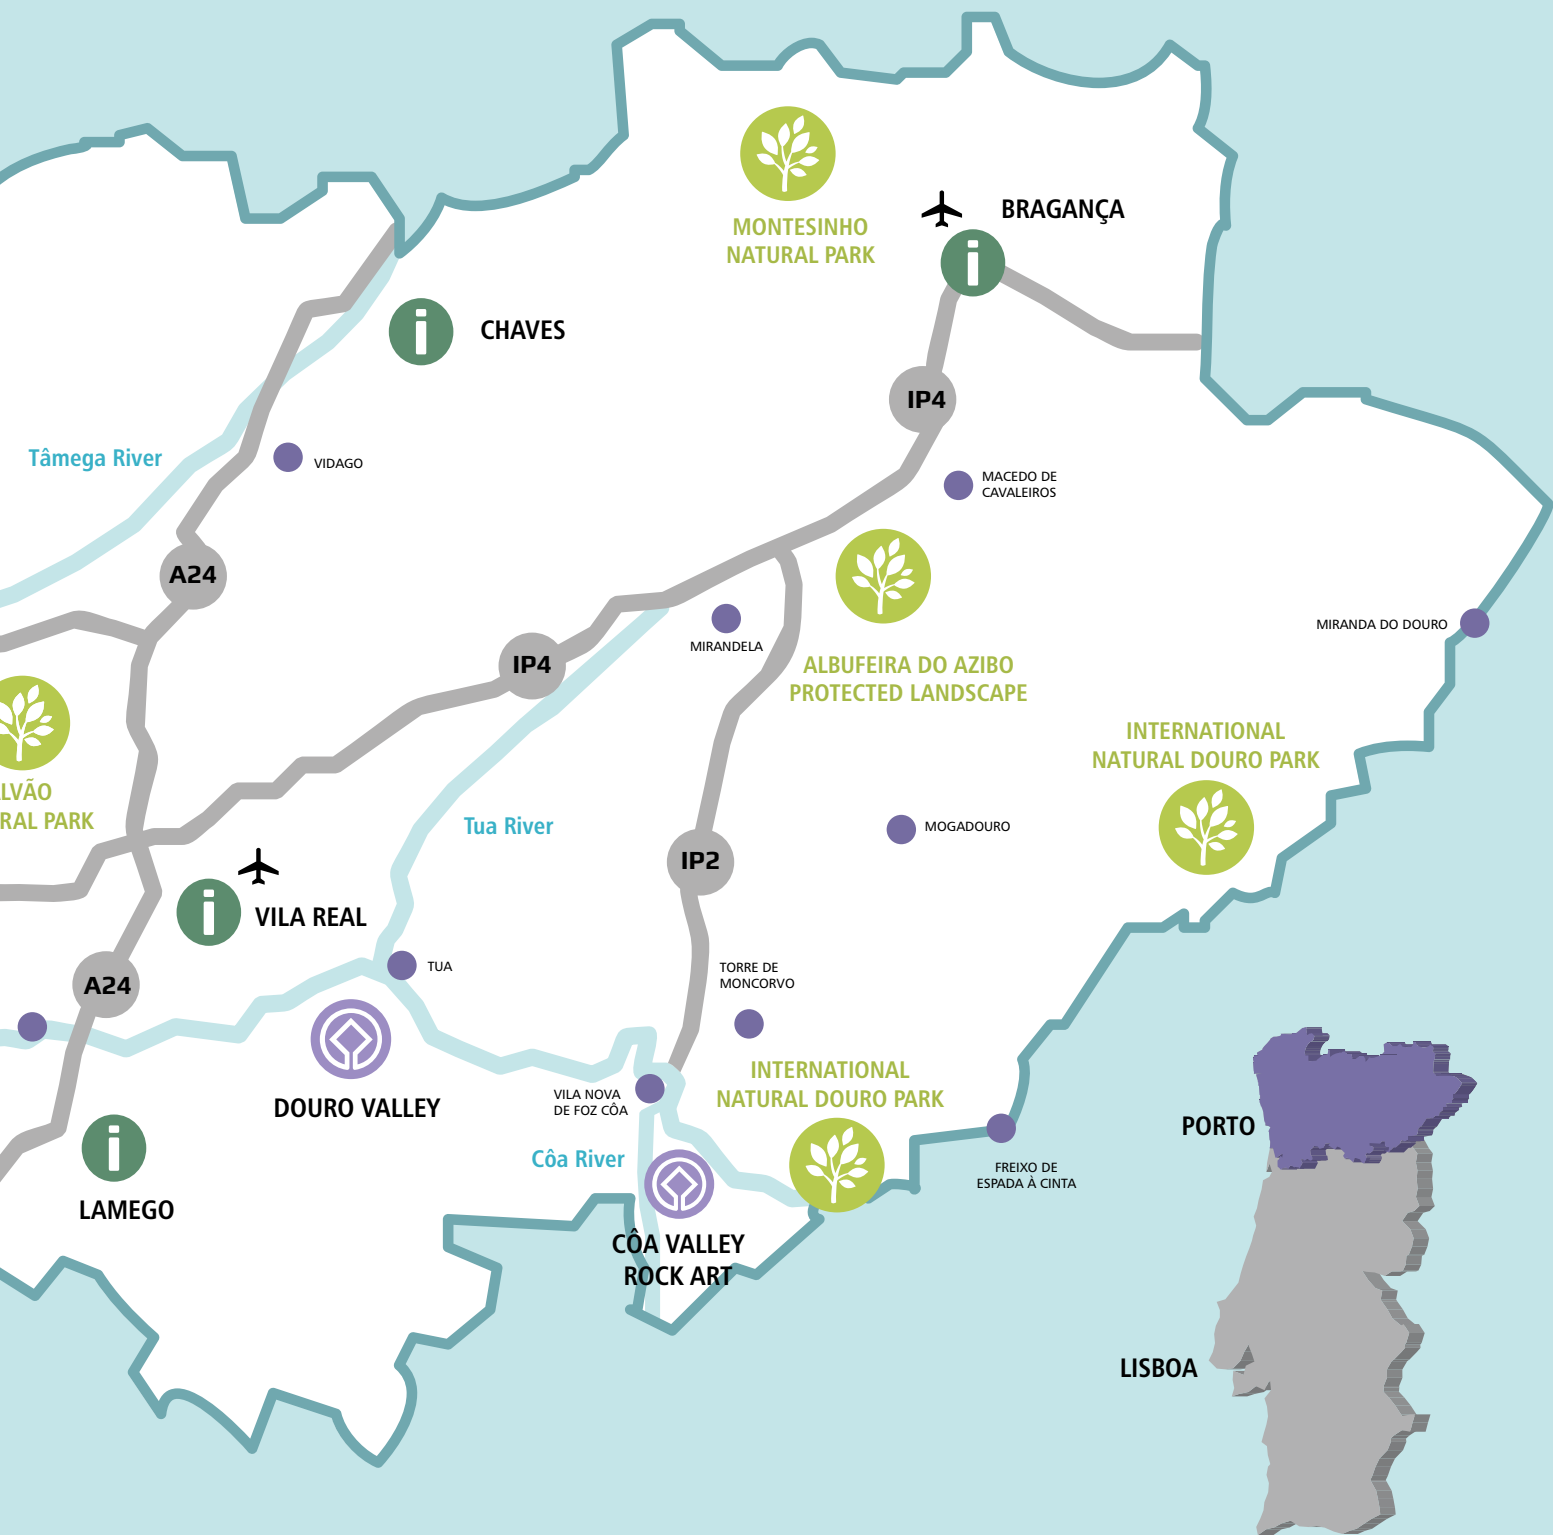 MONTESINHO
NATURAL PARK
BRAGANÇA
CHAVES
IP4
Tâmega River
VIDAGO
MACEDO DE
CAVALEIROS
A24
IP4
MIRANDELA
ALBUFEIRA DO AZIBO
PROTECTED LANDSCAPE
MIRANDA DO DOURO
INTERNATIONAL
NATURAL DOURO PARK
LVÃO
RAL PARK
Tua River
MOGADOURO
IP2
VILA REAL
TUA
TORRE DE
MONCORVO
A24
DOURO VALLEY
VILA NOVA
DE FOZ CÔA
INTERNATIONAL
NATURAL DOURO PARK
Côa River
FREIXO DE
ESPADA À CINTA
LAMEGO
CÔA VALLEY
ROCK ART
PORTO
LISBOA